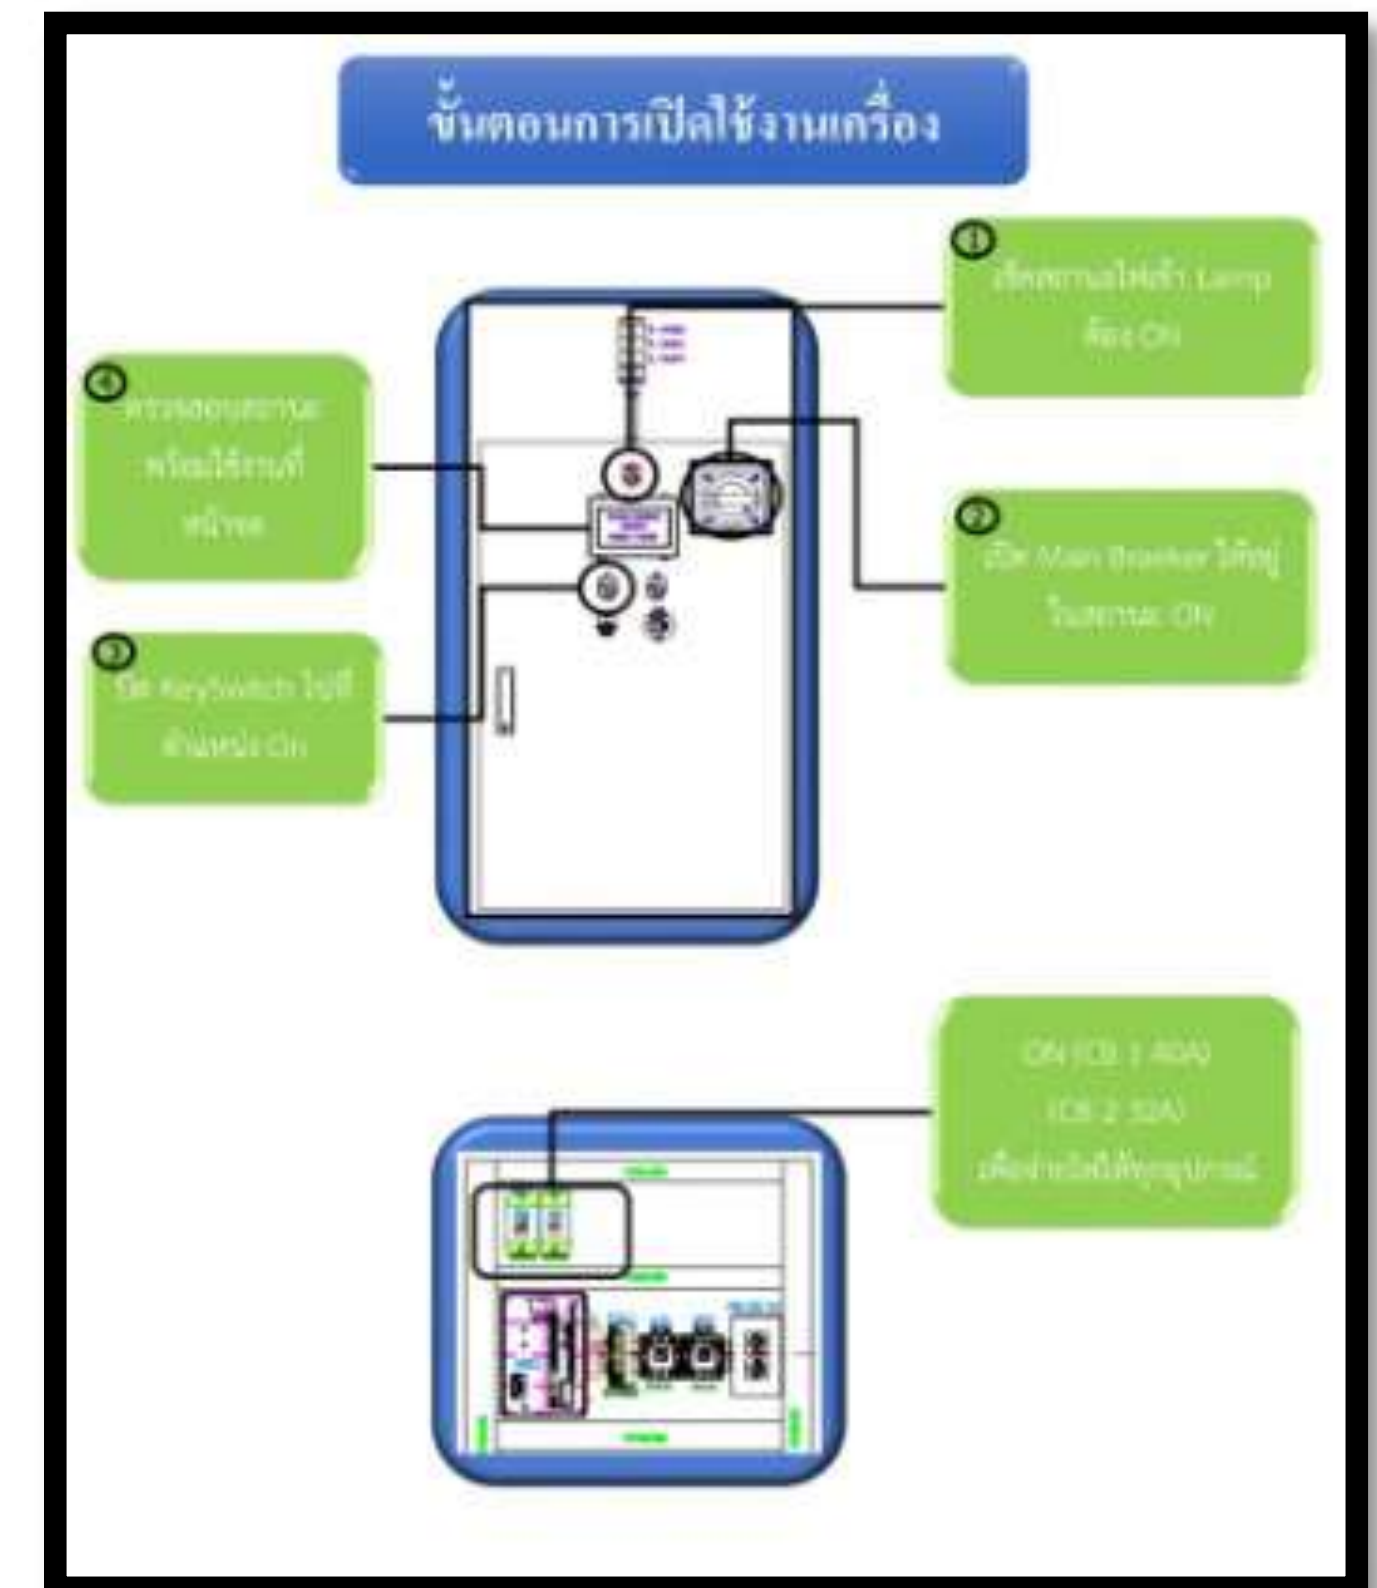 ขั้นตอนการเปิดใช้งานเครื่อง
1
เช็คสถานะไฟเข้า Lamp
ต้อง ON
2
เปิด Main Breaker ให้อยู่
ในสถานะ ON
3
บิด KeySwitch ไปที่
ตำแหน่ง On
4
ตรวจสอบสถานะ
พร้อมใช้งานที่
หน้าจอ
ON (CB 1 40A)
(CB 2 32A)
เพื่อจ่ายไฟให้ทุกอุปกรณ์